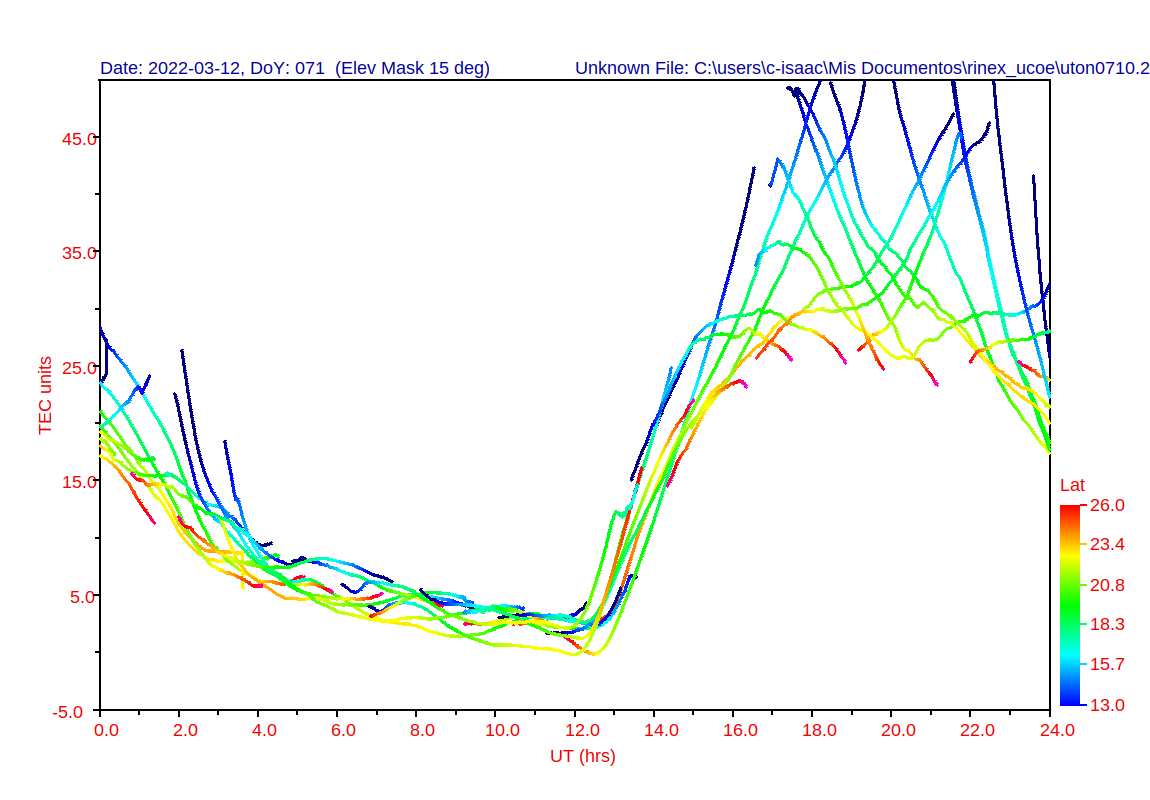 Date: 2022-03-12, DoY: 071  (Elev Mask 15 deg)
Unknown File: C:\users\c-isaac\Mis Documentos\rinex_ucoe\uton0710.2
45.0
35.0
25.0
15.0
5.0
-5.0
TEC units
0.0 2.0 4.0 6.0 8.0 10.0 12.0 14.0 16.0 18.0 20.0 22.0 24.0
UT (hrs)
Lat
26.0
23.4
20.8
18.3
15.7
13.0